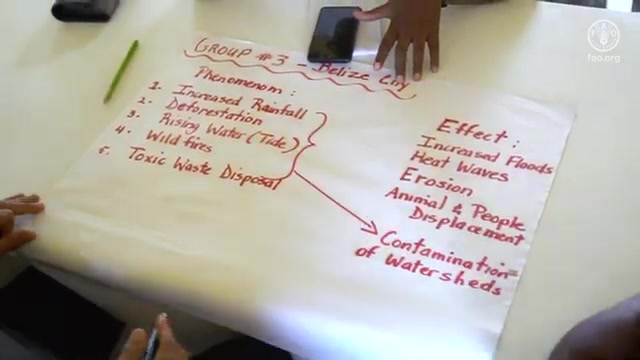 GROUP #3 - Belize City
Phenomenom :
1. Increased Rainfall
2. Deforestation
3. Rising Water (Tide)
4. Wild fires
5. Toxic Waste Disposal
Effect :
Increased Floods
Heat Waves
Erosion
Animal & People
Displacement
Contamination
of Watersheds
FAO
fao.org